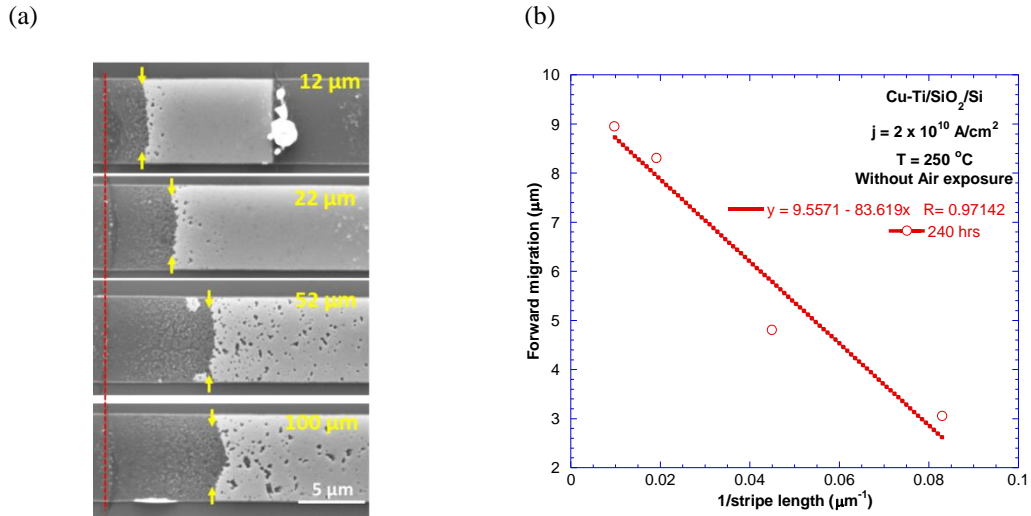 (a)
12 μm
22 μm
52 μm
100 μm
5 μm
(b)
Forward migration (μm)
10
9
8
7
6
5
4
3
2
Cu-Ti/SiO2/Si
j = 2 x 10^10 A/cm^2
T = 250 °C
Without Air exposure
y = 9.5571 - 83.619x R= 0.97142
240 hrs
0 0.02 0.04 0.06 0.08 0.1
1/stripe length (μm^-1)